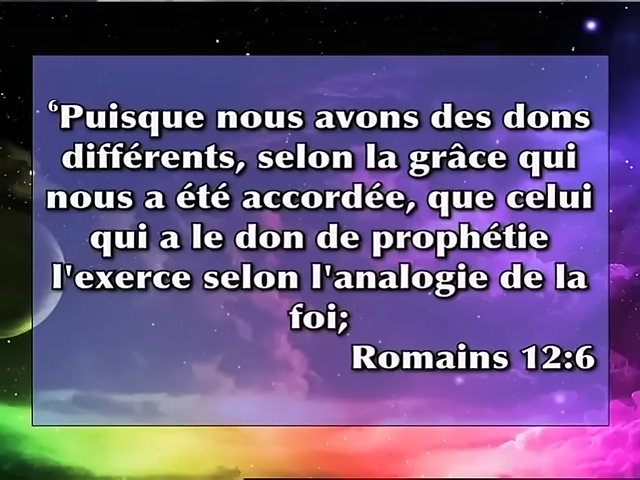 ⁶Puisque nous avons des dons
différents, selon la grâce qui
nous a été accordée, que celui
qui a le don de prophétie
l'exerce selon l'analogie de la
foi;
Romains 12:6